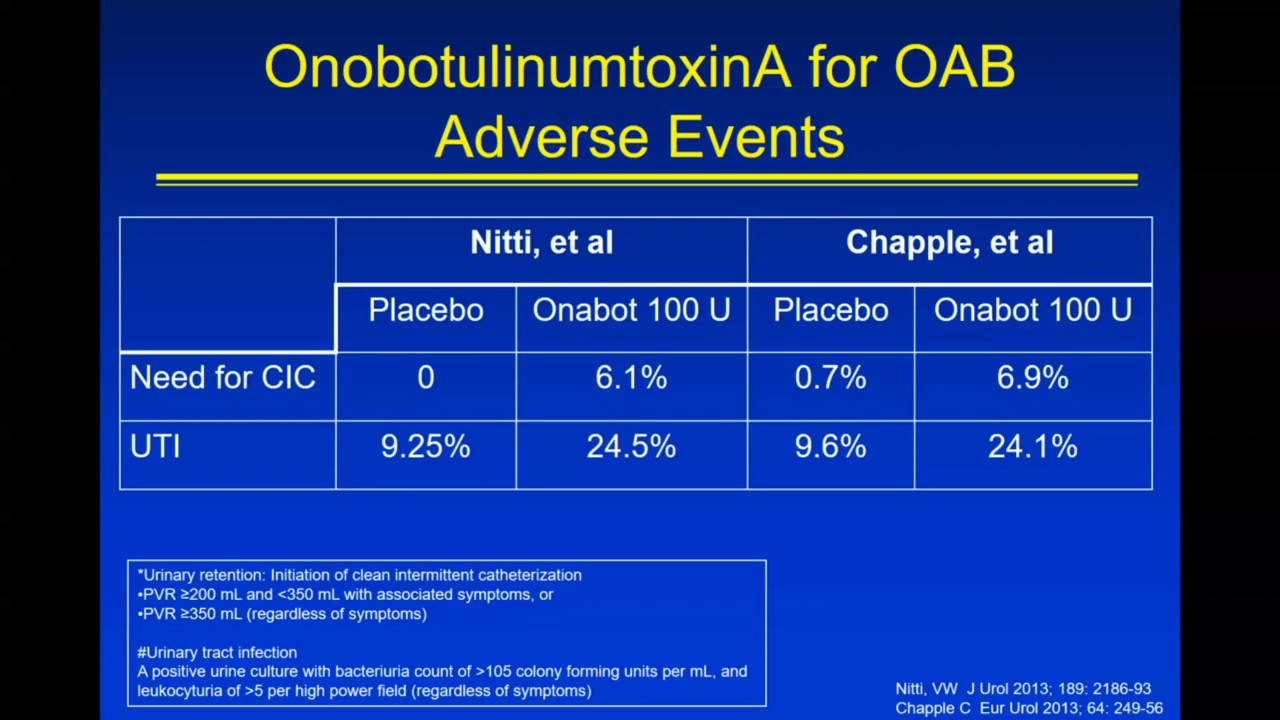 OnobotulinumtoxinA for OAB
Adverse Events
Nitti, et al Chapple, et al
Placebo Onabot 100 U Placebo Onabot 100 U
Need for CIC 0 6.1% 0.7% 6.9%
UTI 9.25% 24.5% 9.6% 24.1%
*Urinary retention: Initiation of clean intermittent catheterization
•PVR ≥200 mL and <350 mL with associated symptoms, or
•PVR ≥350 mL (regardless of symptoms)
#Urinary tract infection
A positive urine culture with bacteriuria count of >105 colony forming units per mL, and
leukocyturia of >5 per high power field (regardless of symptoms)
Nitti, VW J Urol 2013; 189: 2186-93
Chapple C Eur Urol 2013; 64: 249-56